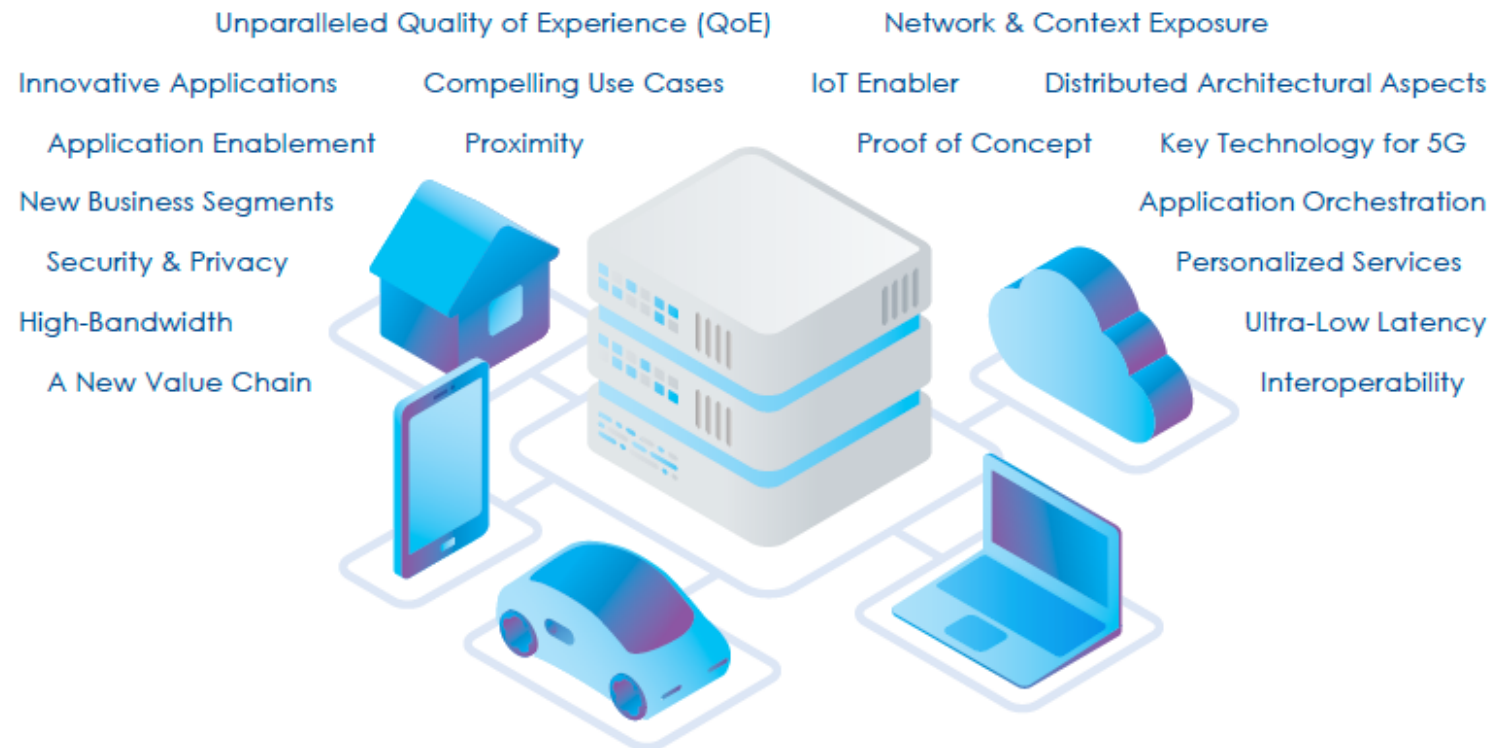 Unparalleled Quality of Experience (QoE) Network & Context Exposure
Innovative Applications Compelling Use Cases IoT Enabler Distributed Architectural Aspects
Application Enablement Proximity Proof of Concept Key Technology for 5G
New Business Segments Application Orchestration
Security & Privacy Personalized Services
High-Bandwidth Ultra-Low Latency
A New Value Chain Interoperability